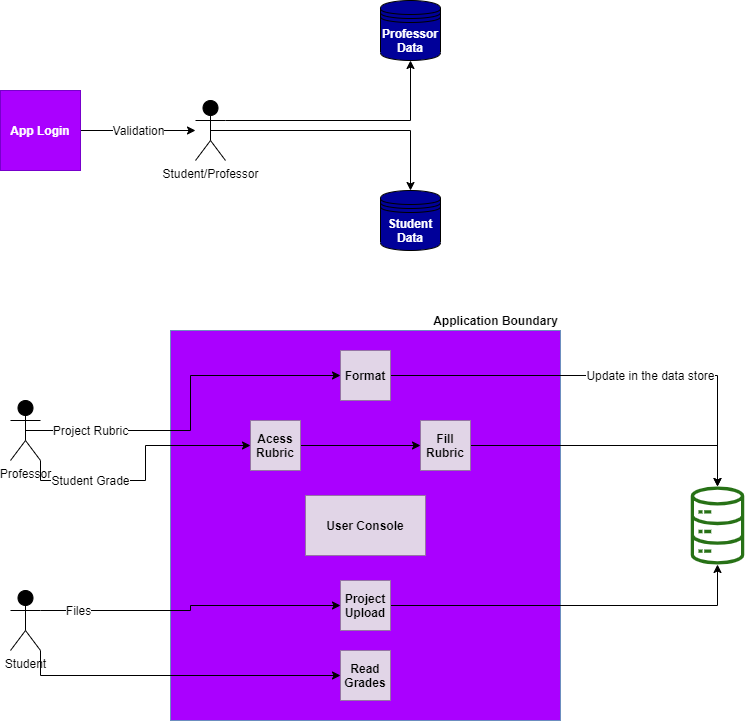 Professor
Data
App Login
Validation
Student/Professor
Student
Data
Application Boundary
Format
Update in the data store
Project Rubric
Acess
Rubric
Fill
Rubric
Professor
Student Grade
User Console
Project
Upload
Files
Student
Read
Grades